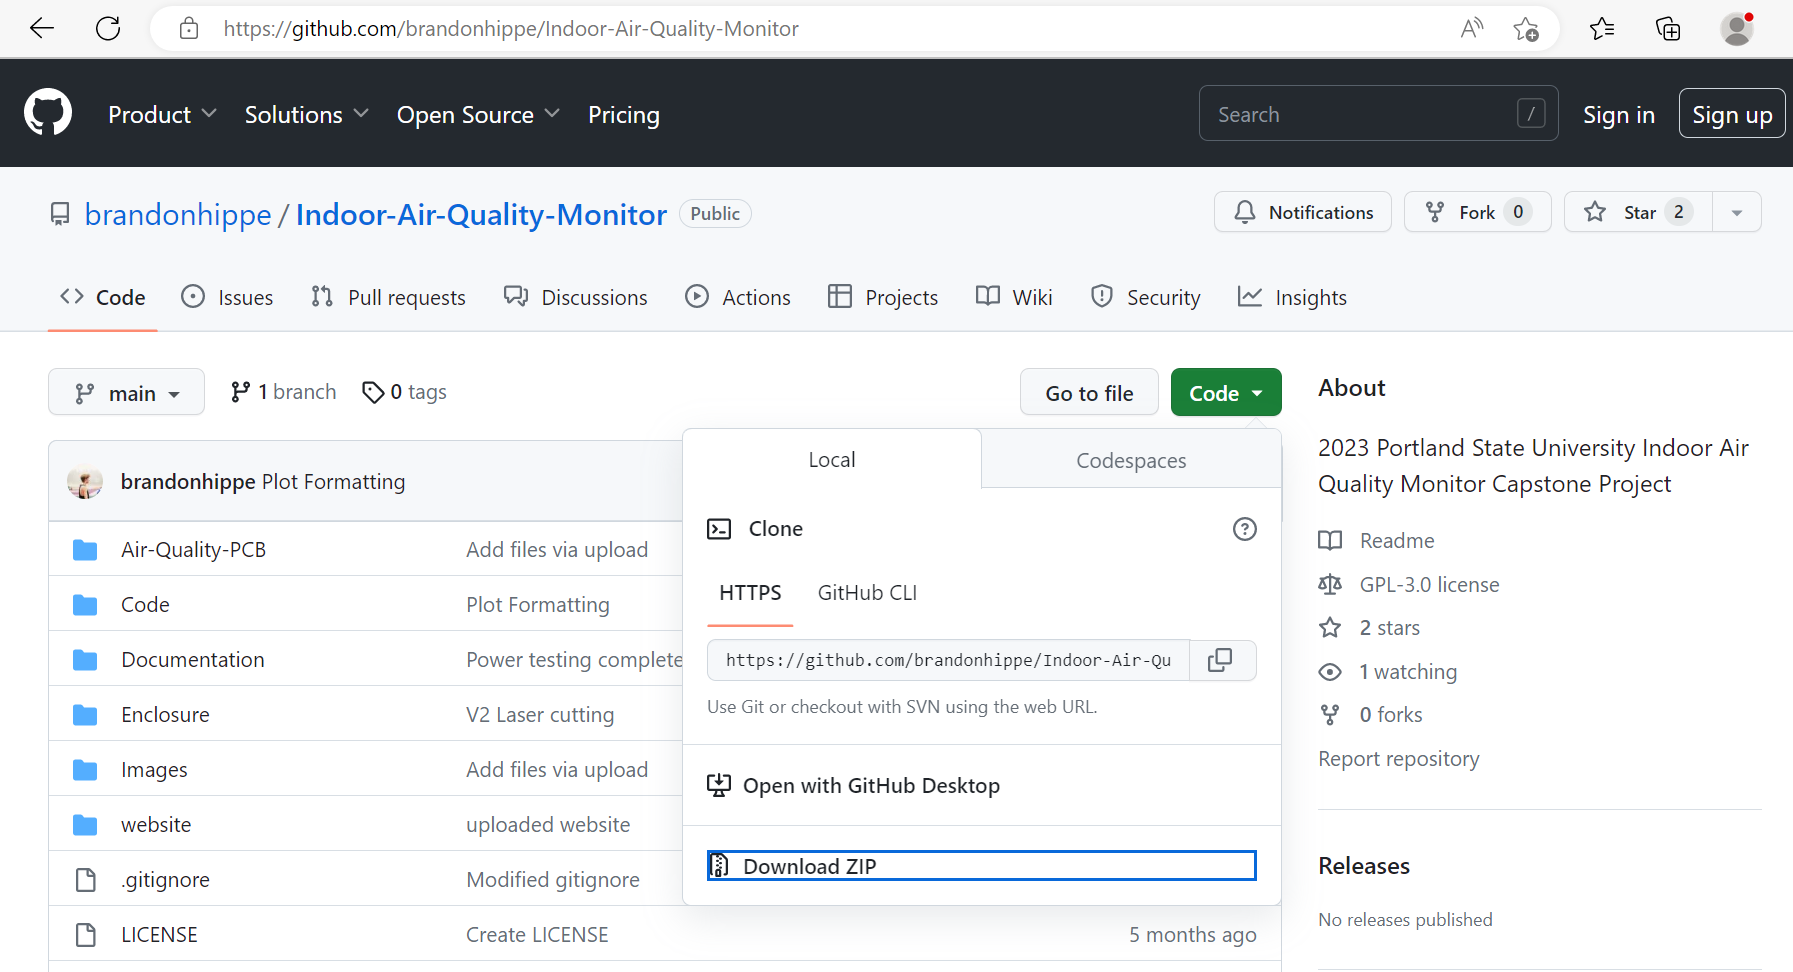 https://github.com/brandonhippe/Indoor-Air-Quality-Monitor
Product Solutions Open Source Pricing Search / Sign in Sign up
brandonhippe / Indoor-Air-Quality-Monitor Public Notifications Fork 0 Star 2
Code Issues Pull requests Discussions Actions Projects Wiki Security Insights
main 1 branch 0 tags Go to file Code
brandonhippe Plot Formatting
Air-Quality-PCB Add files via upload
Code Plot Formatting
Documentation Power testing complete
Enclosure V2 Laser cutting
Images Add files via upload
website uploaded website
.gitignore Modified gitignore
LICENSE Create LICENSE 5 months ago
Local Codespaces
Clone
HTTPS GitHub CLI
https://github.com/brandonhippe/Indoor-Air-Qu
Use Git or checkout with SVN using the web URL.
Open with GitHub Desktop
Download ZIP
About
2023 Portland State University Indoor Air
Quality Monitor Capstone Project
Readme
GPL-3.0 license
2 stars
1 watching
0 forks
Report repository
Releases
No releases published